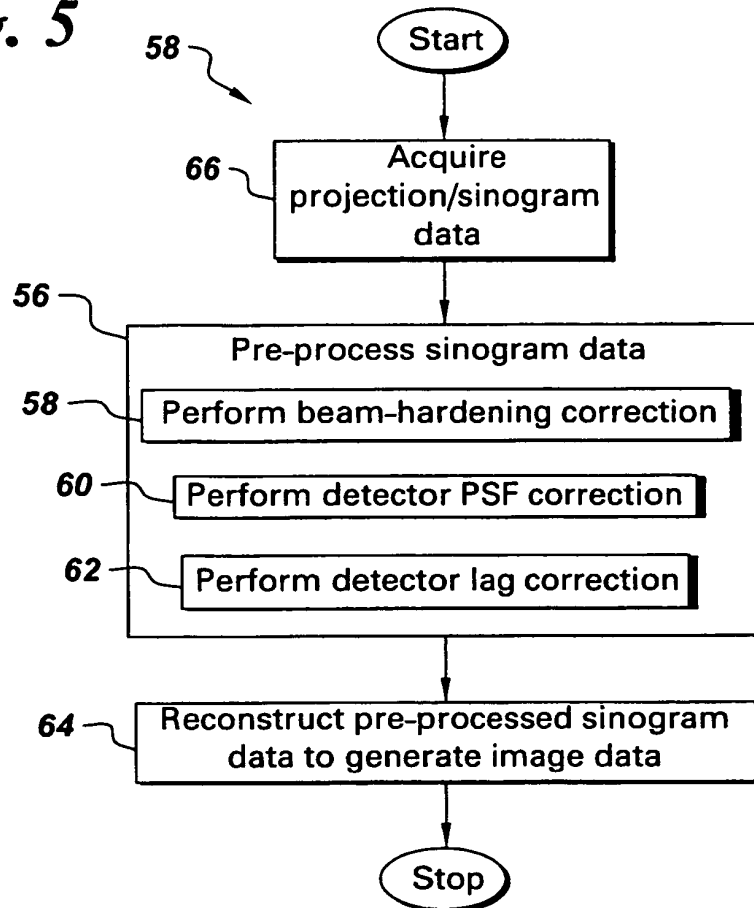 . 5
58
Start
66
Acquire
projection/sinogram
data
56
Pre-process sinogram data
58
Perform beam-hardening correction
60
Perform detector PSF correction
62
Perform detector lag correction
64
Reconstruct pre-processed sinogram
data to generate image data
Stop